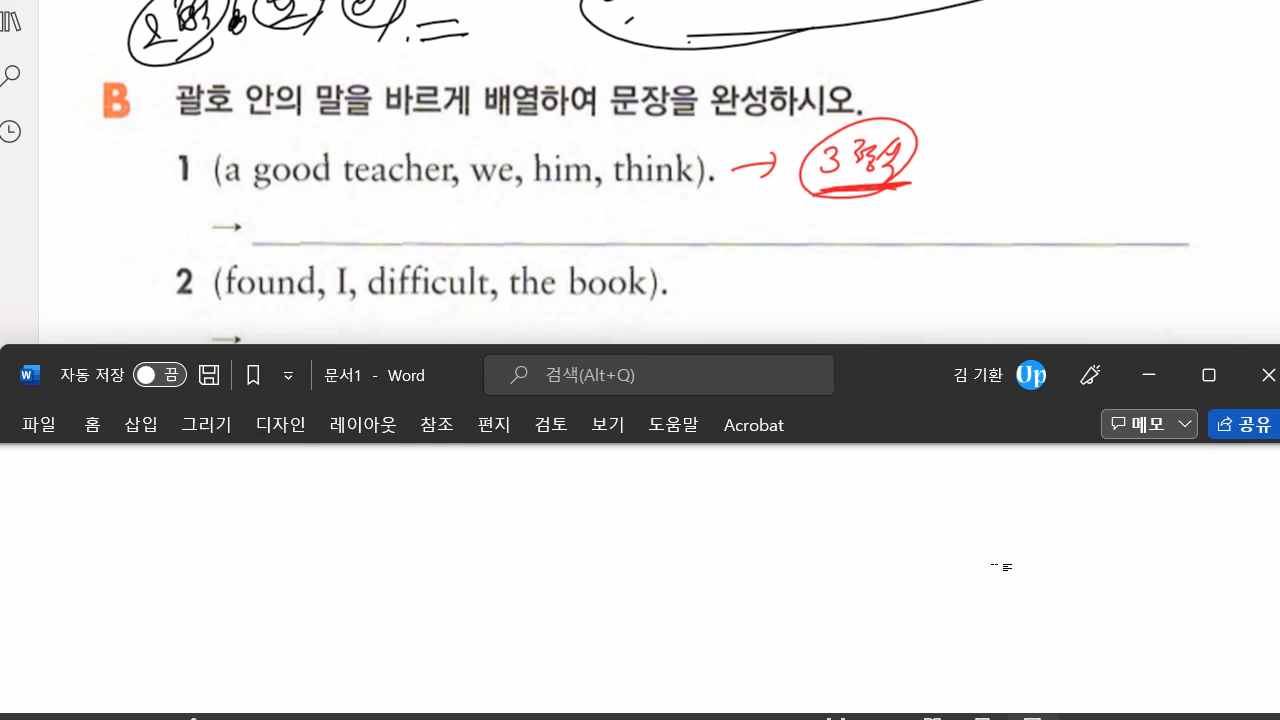 B 괄호 안의 말을 바르게 배열하여 문장을 완성하시오.
1 (a good teacher, we, him, think). → 3 형식
→
2 (found, I, difficult, the book).
→
자동 저장 끔 문서1 - Word 검색(Alt+Q) 김 기환 Up
파일 홈 삽입 그리기 디자인 레이아웃 참조 편지 검토 보기 도움말 Acrobat 메모 공유